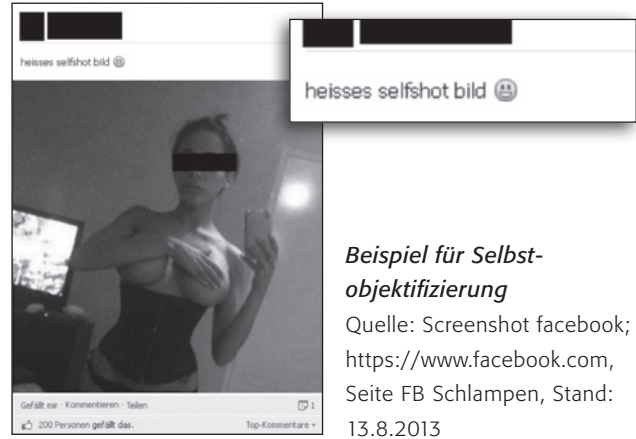 heisses selfshot bild
heisses selfshot bild
Gefällt mir · Kommentieren · Teilen
1
200 Personen gefällt das.
Top-Kommentare
Beispiel für Selbst-
objektifizierung
Quelle: Screenshot facebook;
https://www.facebook.com,
Seite FB Schlampen, Stand:
13.8.2013